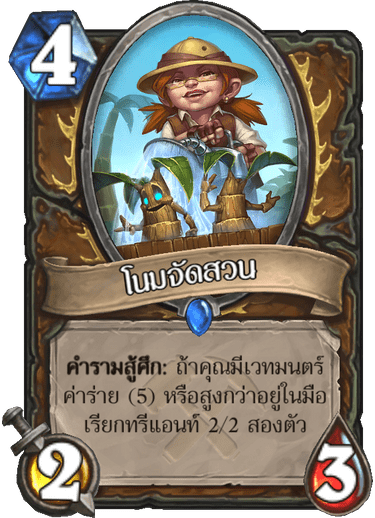 4
โนมจัดสวน
คำรามสู้ศึก: ถ้าคุณมีเวทมนตร์
ค่าร่าย (5) หรือสูงกว่าอยู่ในมือ
เรียกทรีแอนท์ 2/2 สองตัว
2
3